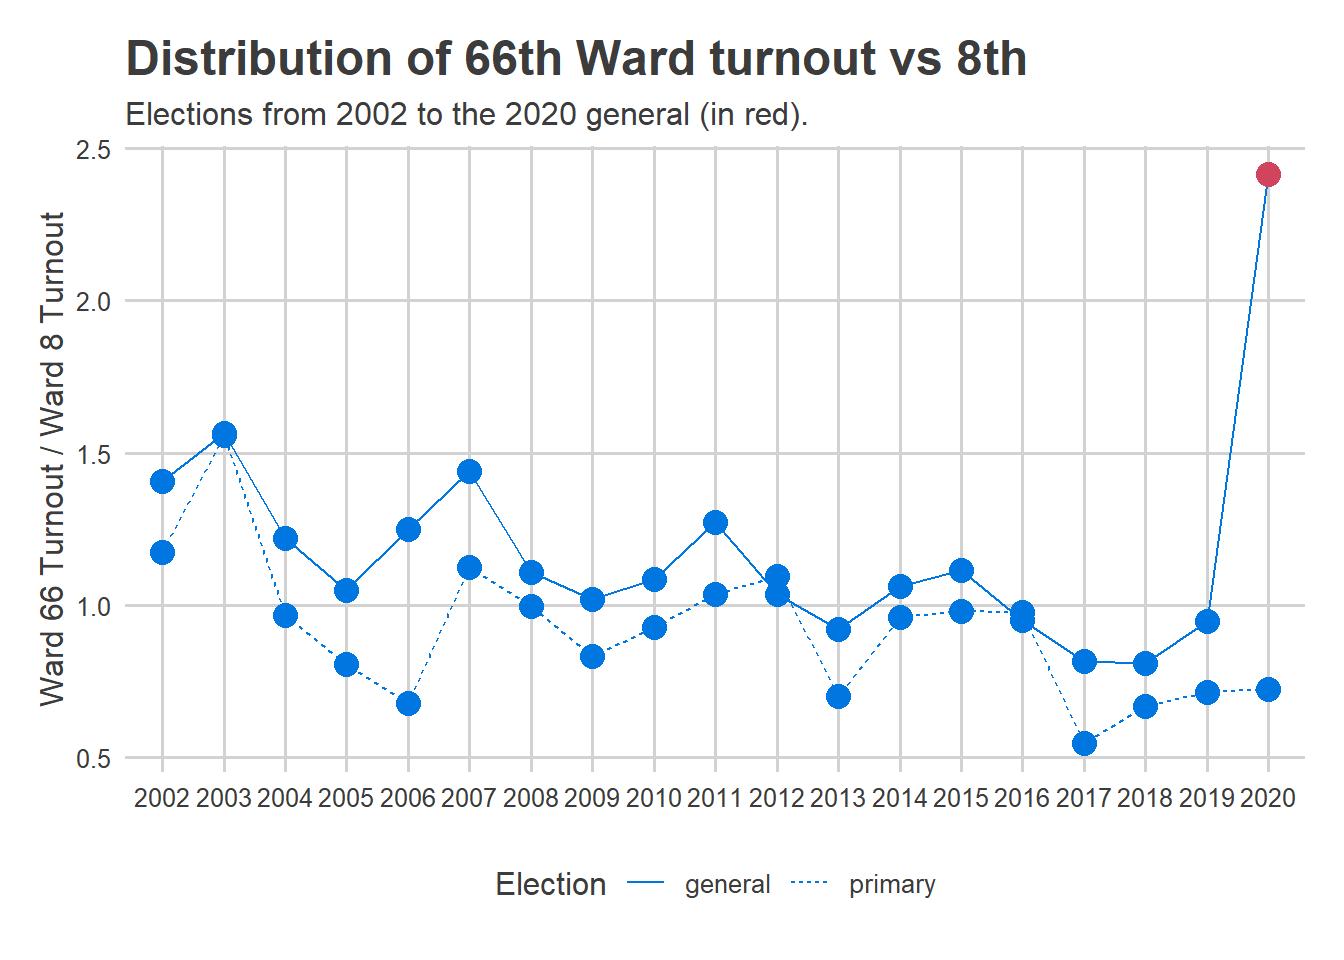 Distribution of 66th Ward turnout vs 8th
Elections from 2002 to the 2020 general (in red).
Ward 66 Turnout / Ward 8 Turnout
2.5
2.0
1.5
1.0
0.5
2002 2003 2004 2005 2006 2007 2008 2009 2010 2011 2012 2013 2014 2015 2016 2017 2018 2019 2020
Election general primary